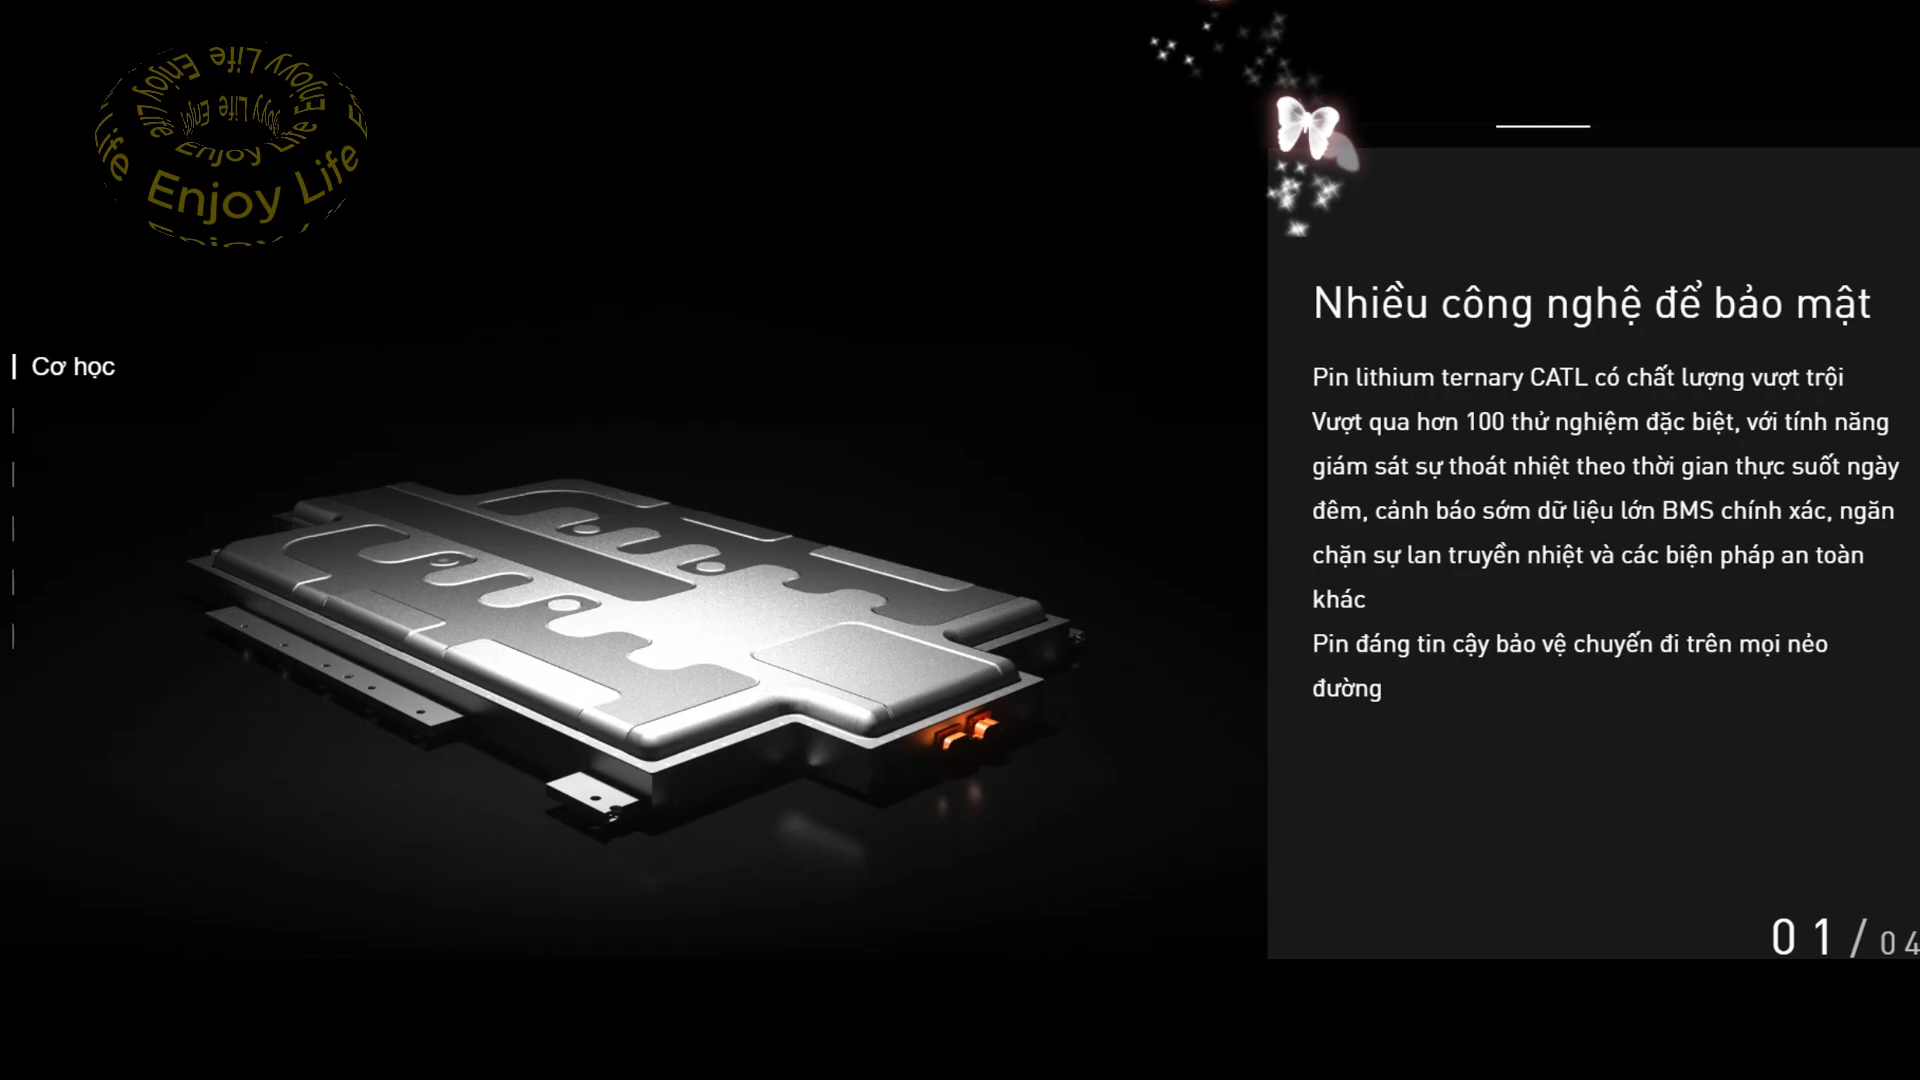 Enjoy Life
Cơ học
Nhiều công nghệ để bảo mật
Pin lithium ternary CATL có chất lượng vượt trội
Vượt qua hơn 100 thử nghiệm đặc biệt, với tính năng
giám sát sự thoát nhiệt theo thời gian thực suốt ngày
đêm, cảnh báo sớm dữ liệu lớn BMS chính xác, ngăn
chặn sự lan truyền nhiệt và các biện pháp an toàn
khác
Pin đáng tin cậy bảo vệ chuyến đi trên mọi nẻo
đường
01/04